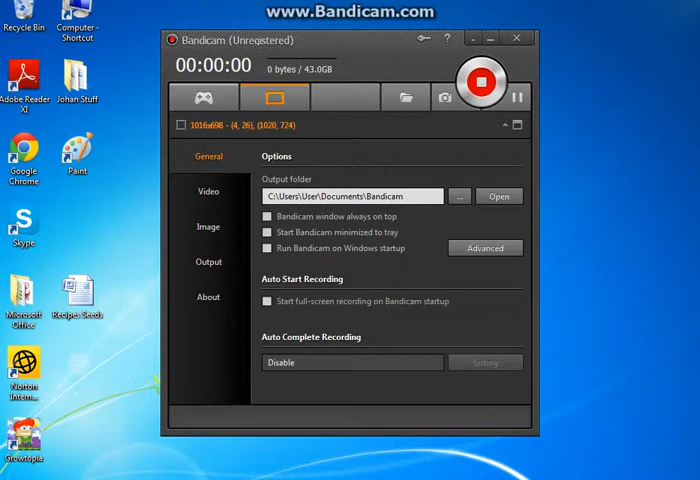 www.Bandicam.com
Recycle Bin
Computer -
Shortcut
Adobe Reader
XI
Johan Stuff
Google
Chrome
Paint
Skype
Microsoft
Office
Recipes Seeds
Norton
Intern...
Growtopia
Bandicam (Unregistered)
?
00:00:00
0 bytes / 43.0GB
1016x698 - (4, 26), (1020, 724)
General
Video
Image
Output
About
Options
Output folder
C:\Users\User\Documents\Bandicam
...
Open
Bandicam window always on top
Start Bandicam minimized to tray
Run Bandicam on Windows startup
Advanced
Auto Start Recording
Start full-screen recording on Bandicam startup
Auto Complete Recording
Disable
Setting